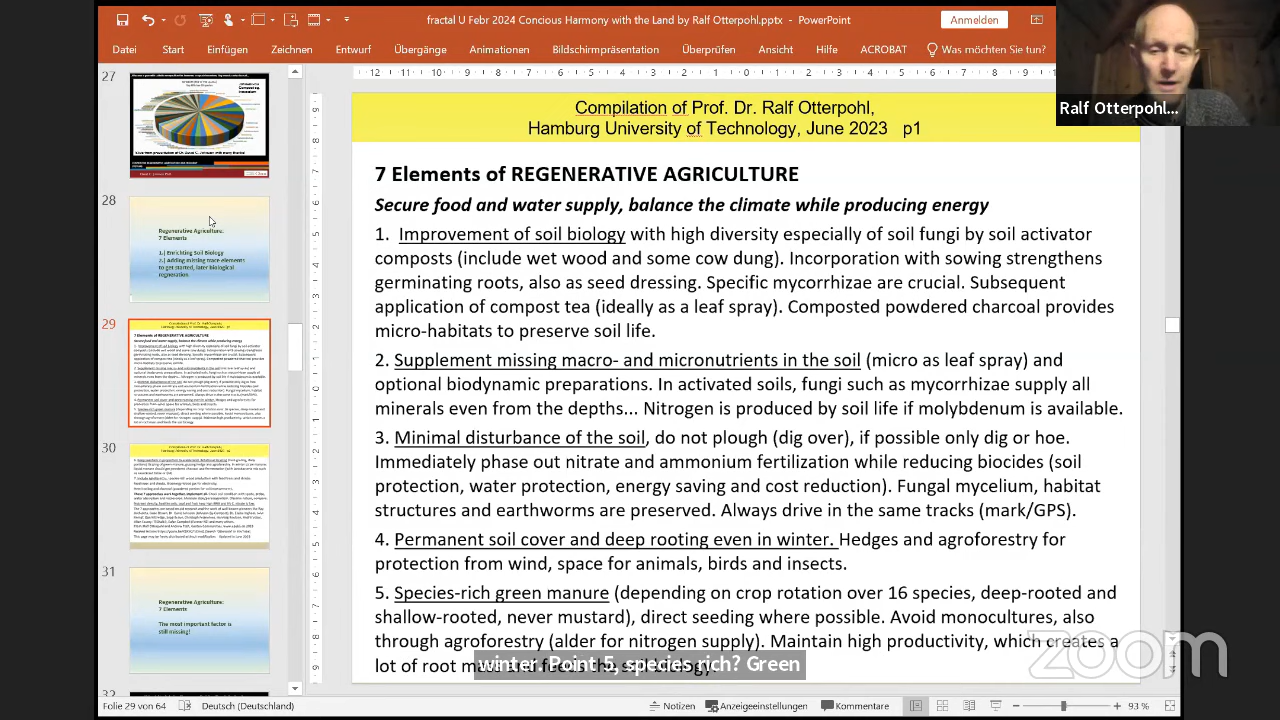 fractal U Febr 2024 Concious Harmony with the Land by Ralf Otterpohl.pptx - PowerPoint
Anmelden
Datei Start Einfügen Zeichnen Entwurf Übergänge Animationen Bildschirmpräsentation Überprüfen Ansicht Hilfe ACROBAT Was möchten Sie tun?
Ralf Otterpohl...
27
28
Regenerative Agriculture:
7 Elements
1.) Enriching Soil Biology
2.) Adding missing trace elements
to get started, later biological
regneration.
29
30
31
Regenerative Agriculture:
7 Elements
The most important factor is
still missing!
Compilation of Prof. Dr. Ralf Otterpohl,
Hamburg University of Technology, June 2023 p1
7 Elements of REGENERATIVE AGRICULTURE
Secure food and water supply, balance the climate while producing energy
1. Improvement of soil biology with high diversity especially of soil fungi by soil activator
composts (include wet wood and some cow dung). Incorporation with sowing strengthens
germinating roots, also as seed dressing. Specific mycorrhizae are crucial. Subsequent
application of compost tea (ideally as a leaf spray). Composted powdered charcoal provides
micro-habitats to preserve soil life.
2. Supplement missing macro- and micronutrients in the soil (micro as leaf spray) and
optional biodynamic preparations. In activated soils, fungi such as mycorrhizae supply all
minerals even from the depths... Nitrogen is produced by soil life if molybdenum is available.
3. Minimal disturbance of the soil: do not plough (dig over), if possible only dig or hoe.
Immediately phase out nitrate and ammonium fertilization while reducing biocides (soil
activation, water protection, energy saving and cost reduction). Fungal mycelium, habitat
structures and earthworms are preserved. Always drive in the same tracks (mark/GPS).
4. Permanent soil cover and deep rooting even in winter. Hedges and agroforestry for
protection from wind, space for animals, birds and insects.
5. Species-rich green manure (depending on crop rotation over 16 species, deep-rooted and
shallow-rooted, never mustard), direct seeding where possible. Avoid monocultures, also
through agroforestry (alder for nitrogen supply). Maintain high productivity, which creates a
lot of root
winter. Point 5, species rich? Green
zoom
Folie 29 von 64 Deutsch (Deutschland) Notizen Anzeigeeinstellungen Kommentare 93 %